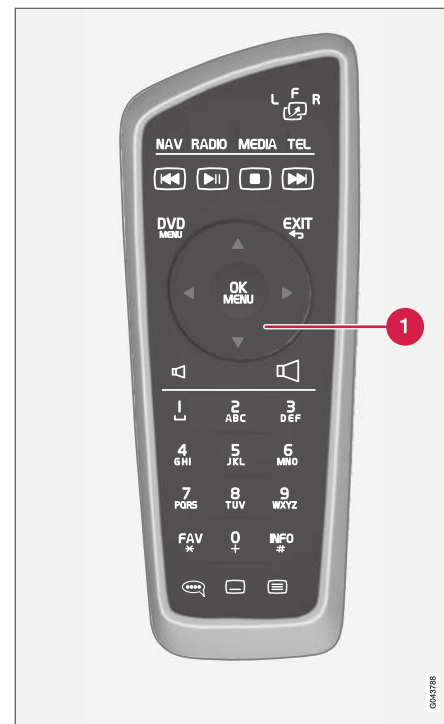 L F R
NAV RADIO MEDIA TEL
DVD EXIT
MENU
OK
MENU
1
1 2 3
ABC DEF
4 5 6
GHI JKL MNO
7 8 9
PQRS TUV WXYZ
FAV 0 INFO
* + #
G043788